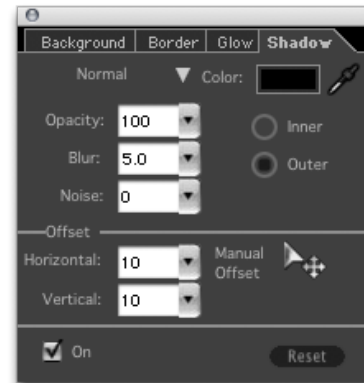 Background Border Glow Shadow
Normal Color:
Opacity: 100 Inner
Blur: 5.0 Outer
Noise: 0
Offset
Horizontal: 10 Manual
Offset
Vertical: 10
On Reset